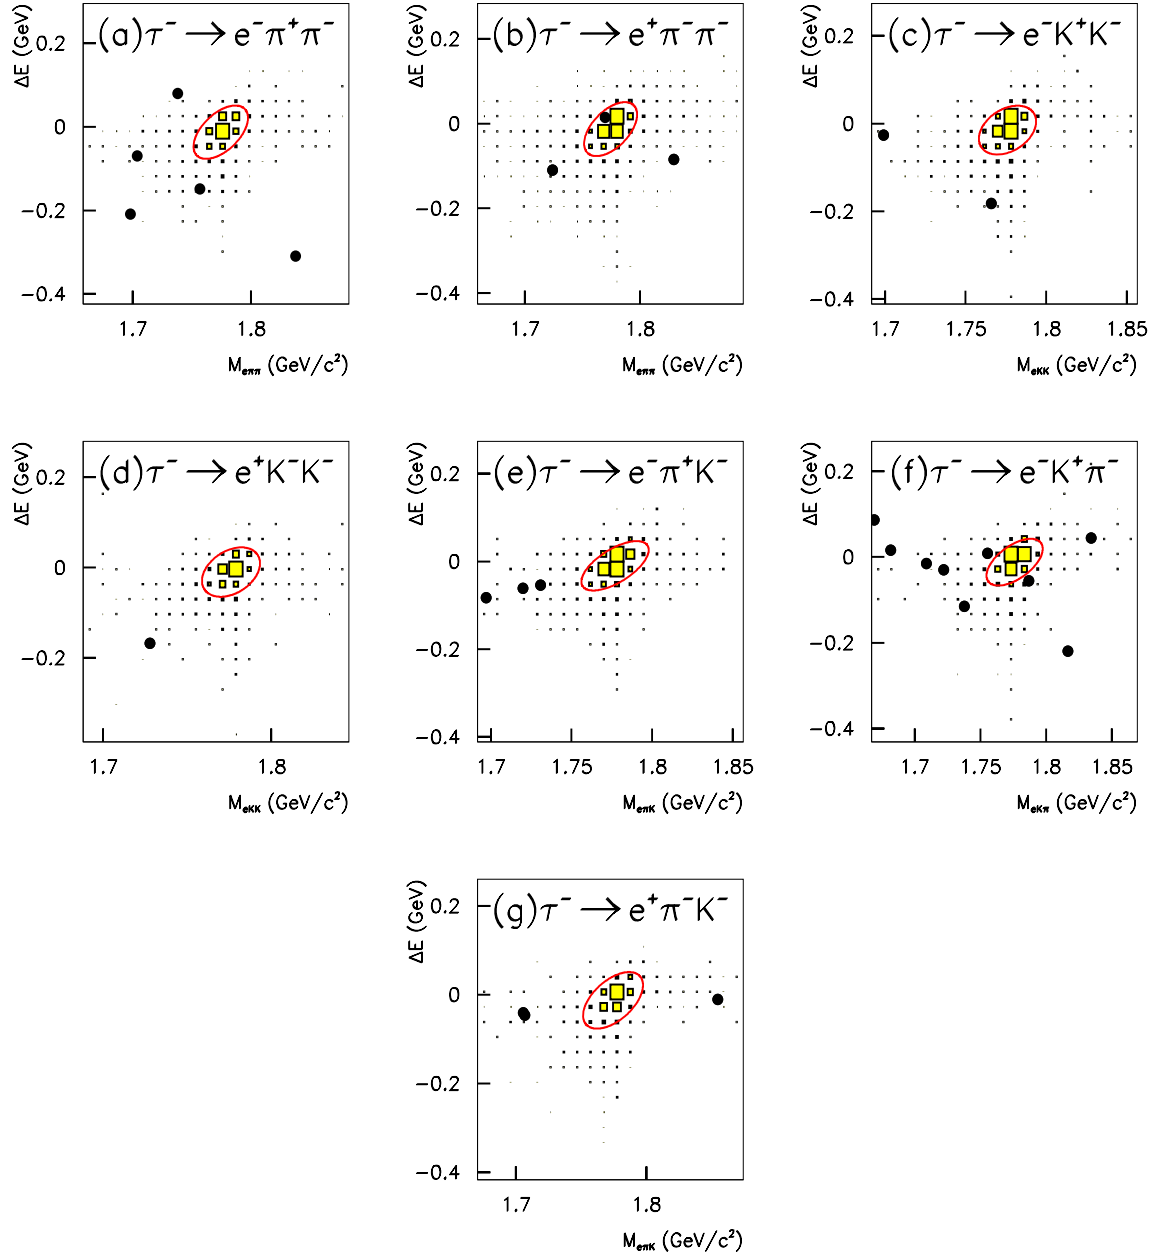 (a) τ⁻ → e⁻π⁺π⁻
ΔE (GeV)
0.2
0
−0.2
−0.4
1.7 1.8
M_eππ (GeV/c²)
(b) τ⁻ → e⁺π⁻π⁻
ΔE (GeV)
0.2
0
−0.2
−0.4
1.7 1.8
M_eππ (GeV/c²)
(c) τ⁻ → e⁻K⁺K⁻
ΔE (GeV)
0.2
0
−0.2
−0.4
1.7 1.75 1.8 1.85
M_eKK (GeV/c²)
(d) τ⁻ → e⁺K⁻K⁻
ΔE (GeV)
0.2
0
−0.2
1.7 1.8
M_eKK (GeV/c²)
(e) τ⁻ → e⁻π⁺K⁻
ΔE (GeV)
0.2
0
−0.2
−0.4
1.7 1.75 1.8 1.85
M_eπK (GeV/c²)
(f) τ⁻ → e⁻K⁺π⁻
ΔE (GeV)
0.2
0
−0.2
−0.4
1.7 1.75 1.8 1.85
M_eKπ (GeV/c²)
(g) τ⁻ → e⁺π⁻K⁻
ΔE (GeV)
0.2
0
−0.2
−0.4
1.7 1.8
M_eπK (GeV/c²)